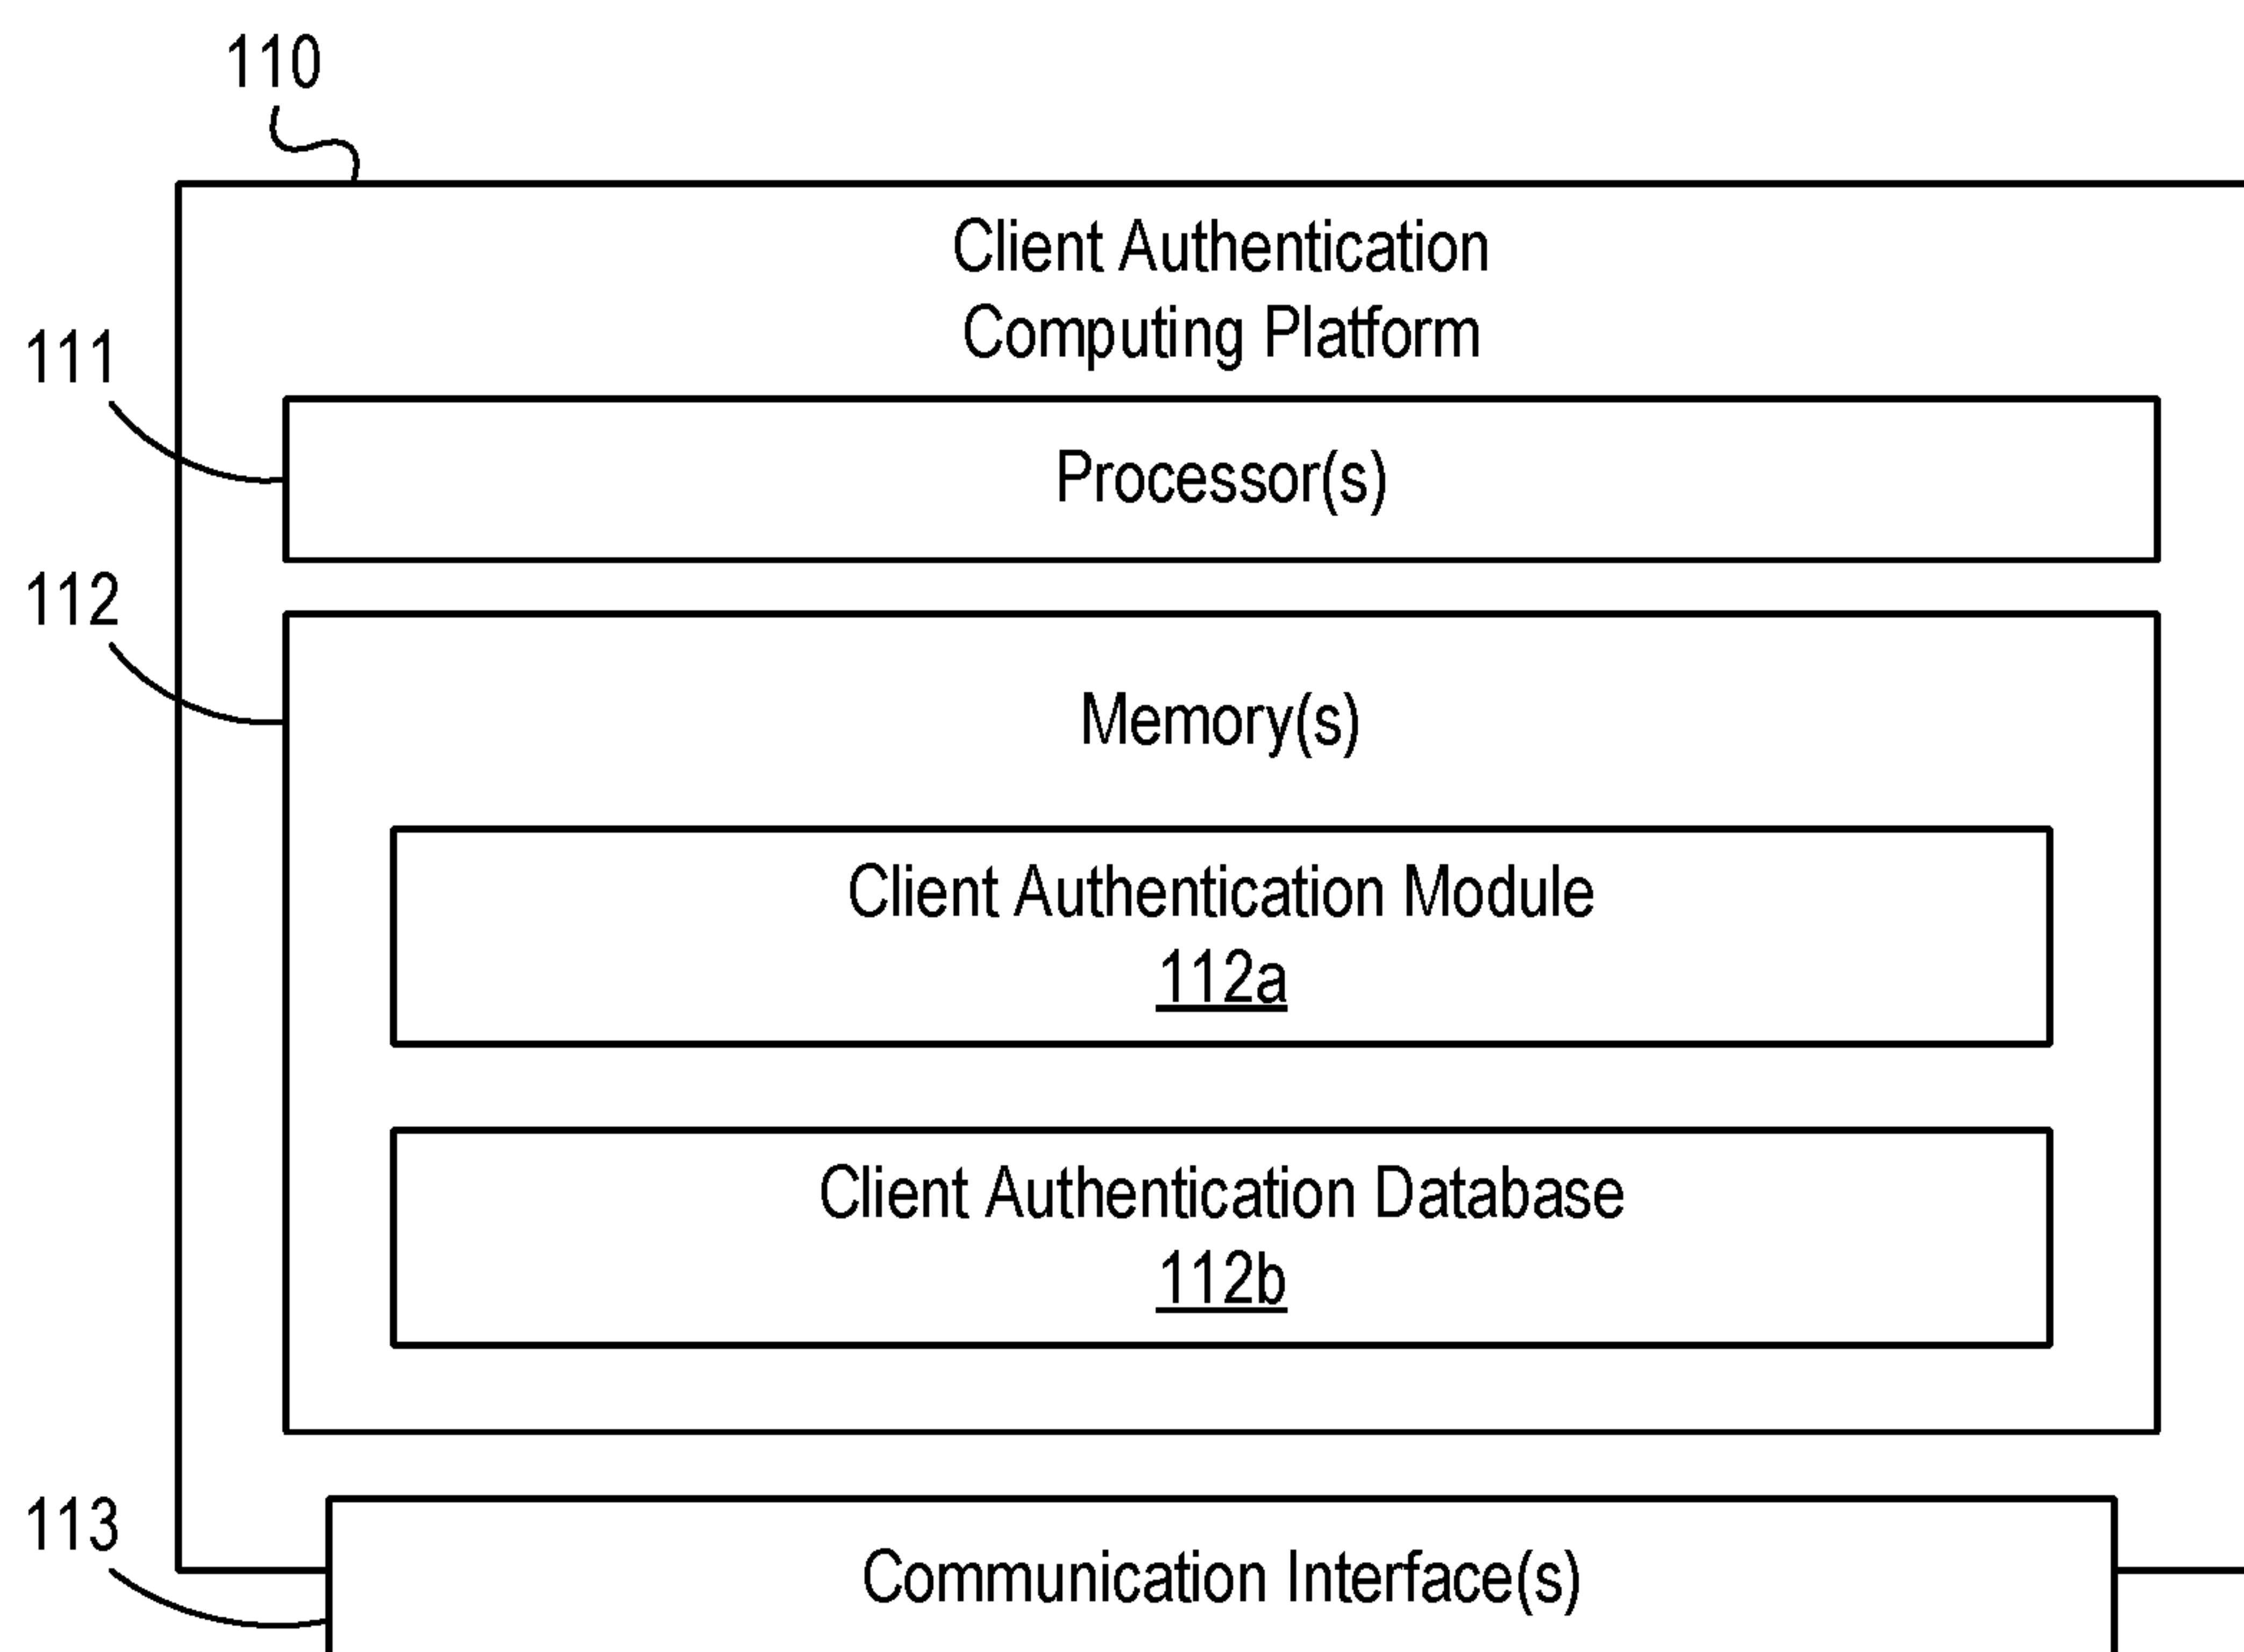 110
Client Authentication
Computing Platform
111
Processor(s)
112
Memory(s)
Client Authentication Module
112a
Client Authentication Database
112b
113
Communication Interface(s)